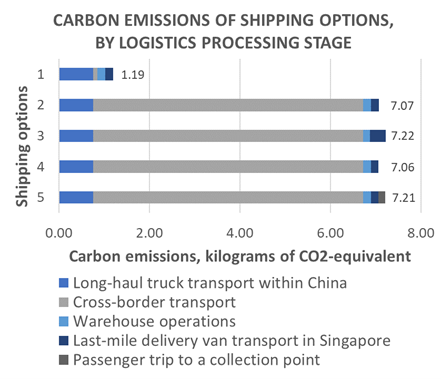 CARBON EMISSIONS OF SHIPPING OPTIONS,
BY LOGISTICS PROCESSING STAGE
Shipping options
1
1.19
2
7.07
3
7.22
4
7.06
5
7.21
0.00 2.00 4.00 6.00 8.00
Carbon emissions, kilograms of CO2-equivalent
Long-haul truck transport within China
Cross-border transport
Warehouse operations
Last-mile delivery van transport in Singapore
Passenger trip to a collection point